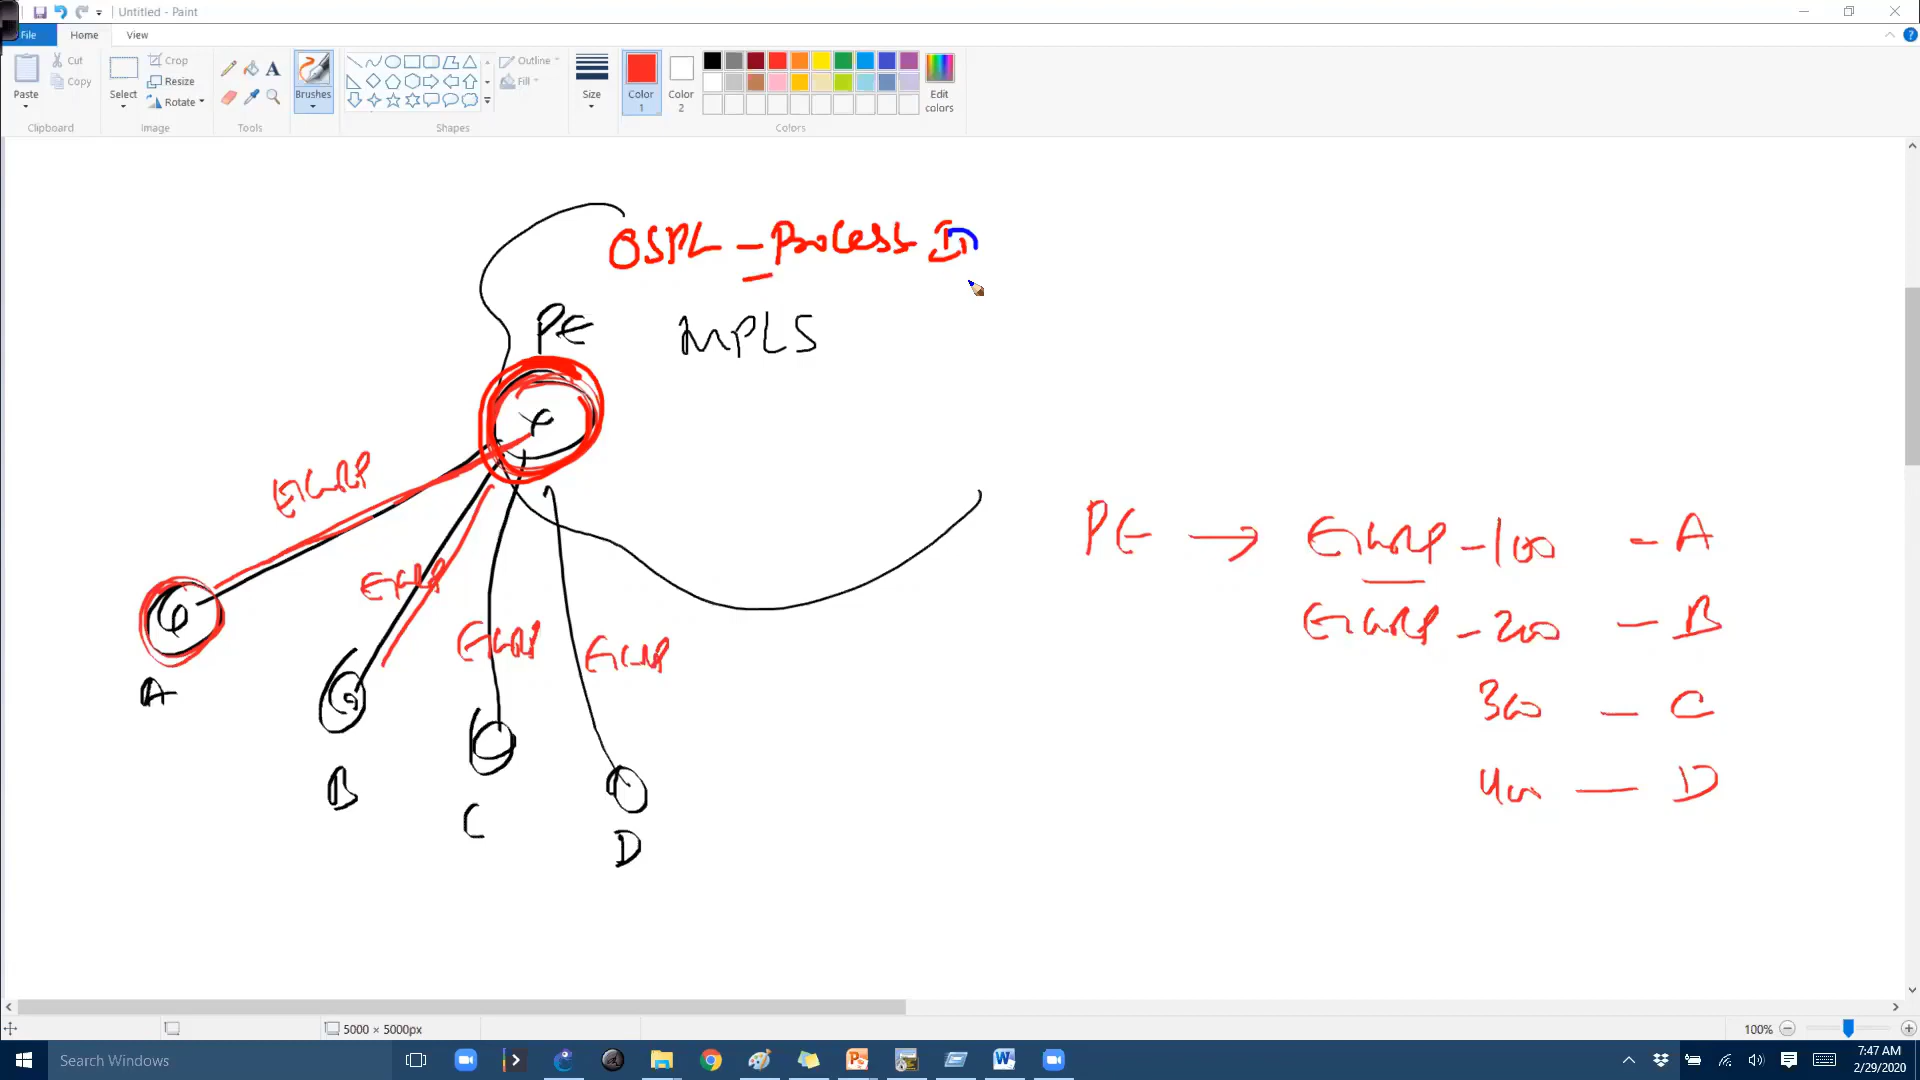 Untitled - Paint
File Home View
Paste
Cut
Copy
Clipboard
Select
Crop
Resize
Rotate
Image
Tools
Brushes
Shapes
Outline
Fill
Size
Color 1
Color 2
Edit colors
Colors
OSPF - Process ID
PE
MPLS
EIGRP
EIGRP
EIGRP
EIGRP
A
B
C
D
PE → EIGRP - 100 - A
EIGRP - 200 - B
300 - C
400 - D
5000 × 5000px
100%
Search Windows
7:47 AM
2/29/2020